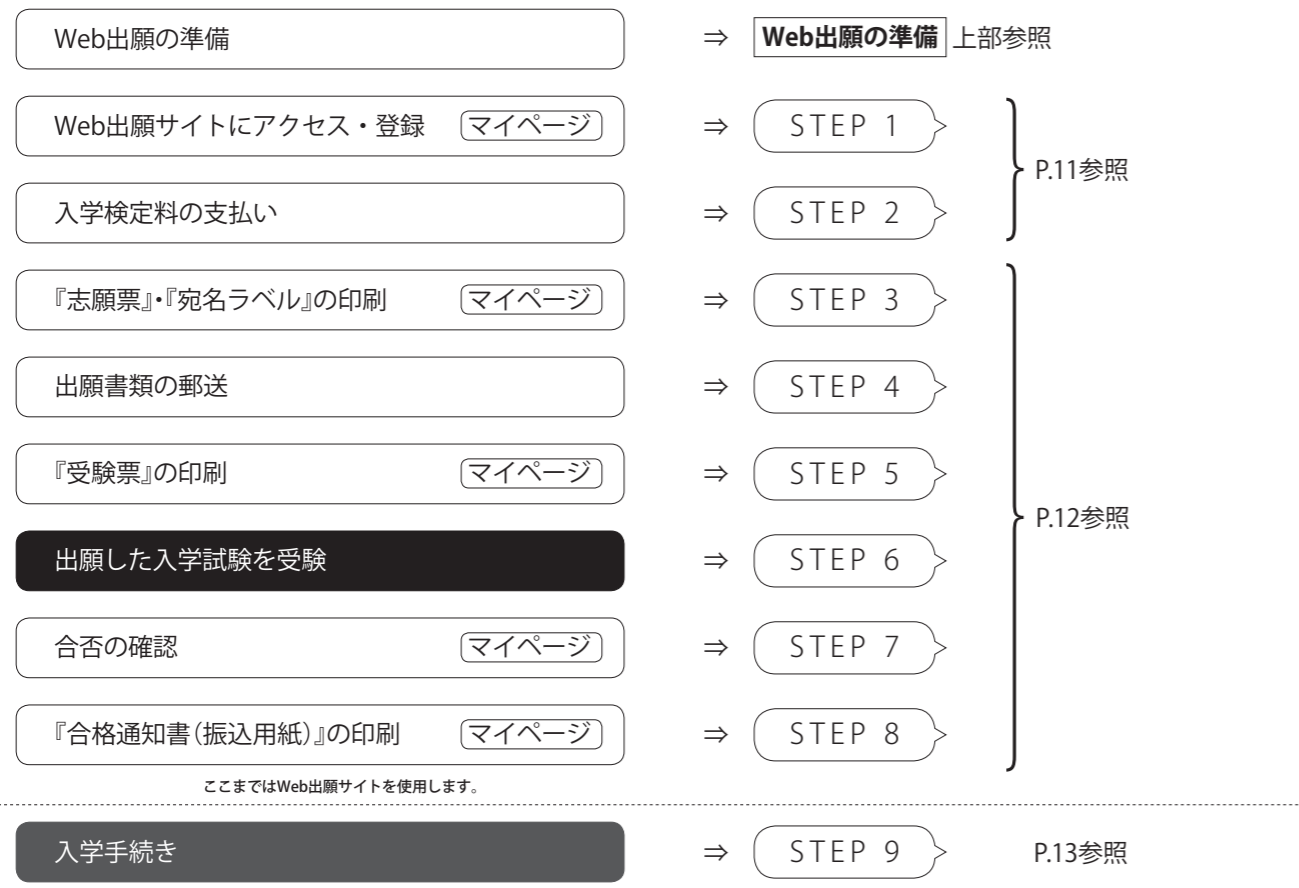 Web出願の準備 ⇒ Web出願の準備 上部参照
Web出願サイトにアクセス・登録 マイページ ⇒ STEP 1
P.11参照
入学検定料の支払い ⇒ STEP 2
『志願票』・『宛名ラベル』の印刷 マイページ ⇒ STEP 3
出願書類の郵送 ⇒ STEP 4
『受験票』の印刷 マイページ ⇒ STEP 5
P.12参照
出願した入学試験を受験 ⇒ STEP 6
合否の確認 マイページ ⇒ STEP 7
『合格通知書(振込用紙)』の印刷 マイページ ⇒ STEP 8
ここまではWeb出願サイトを使用します。
入学手続き ⇒ STEP 9 P.13参照